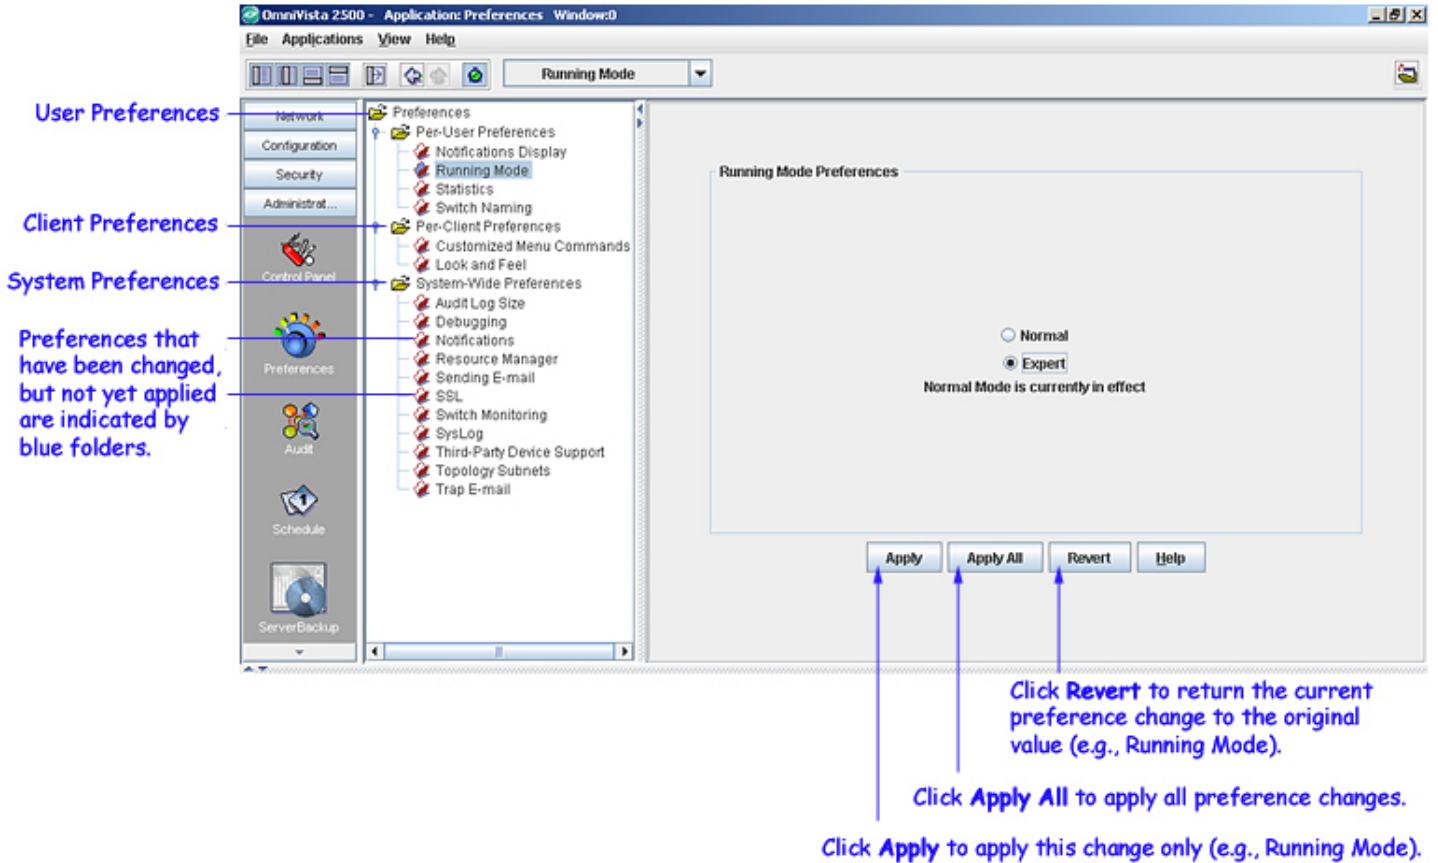 OmniVista 2500 - Application: Preferences Window:0
File Applications View Help
Running Mode
User Preferences
Client Preferences
System Preferences
Preferences that
have been changed,
but not yet applied
are indicated by
blue folders.
Network
Configuration
Security
Administrat...
Control Panel
Preferences
Audit
Schedule
ServerBackup
Preferences
Per-User Preferences
Notifications Display
Running Mode
Statistics
Switch Naming
Per-Client Preferences
Customized Menu Commands
Look and Feel
System-Wide Preferences
Audit Log Size
Debugging
Notifications
Resource Manager
Sending E-mail
SSL
Switch Monitoring
SysLog
Third-Party Device Support
Topology Subnets
Trap E-mail
Running Mode Preferences
Normal
Expert
Normal Mode is currently in effect
Apply Apply All Revert Help
Click Revert to return the current
preference change to the original
value (e.g., Running Mode).
Click Apply All to apply all preference changes.
Click Apply to apply this change only (e.g., Running Mode).